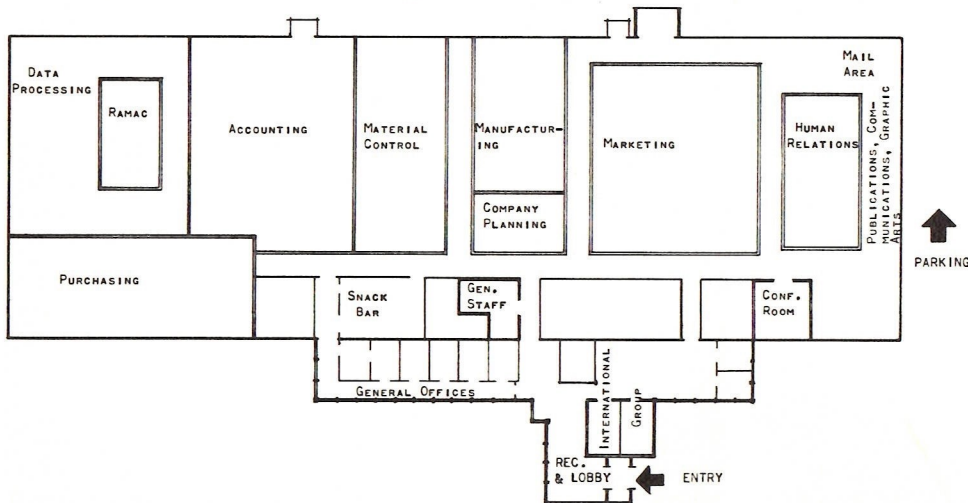 DATA
PROCESSING
RAMAC
ACCOUNTING
MATERIAL
CONTROL
MANUFACTUR-
ING
COMPANY
PLANNING
MARKETING
MAIL
AREA
HUMAN
RELATIONS
PUBLICATIONS, COM-
MUNICATIONS, GRAPHIC
ARTS
PARKING
PURCHASING
SNACK
BAR
GEN.
STAFF
CONF.
ROOM
GENERAL OFFICES
INTERNATIONAL
GROUP
REC.
& LOBBY
ENTRY